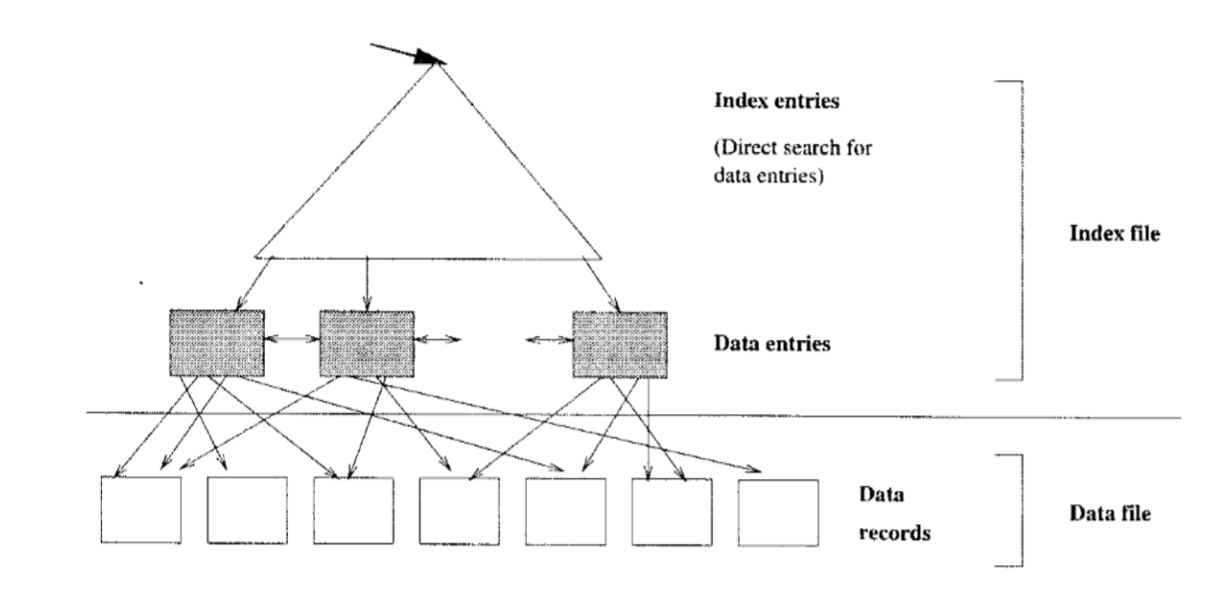 Index entries
(Direct search for
data entries)
Index file
Data entries
Data
records
Data file